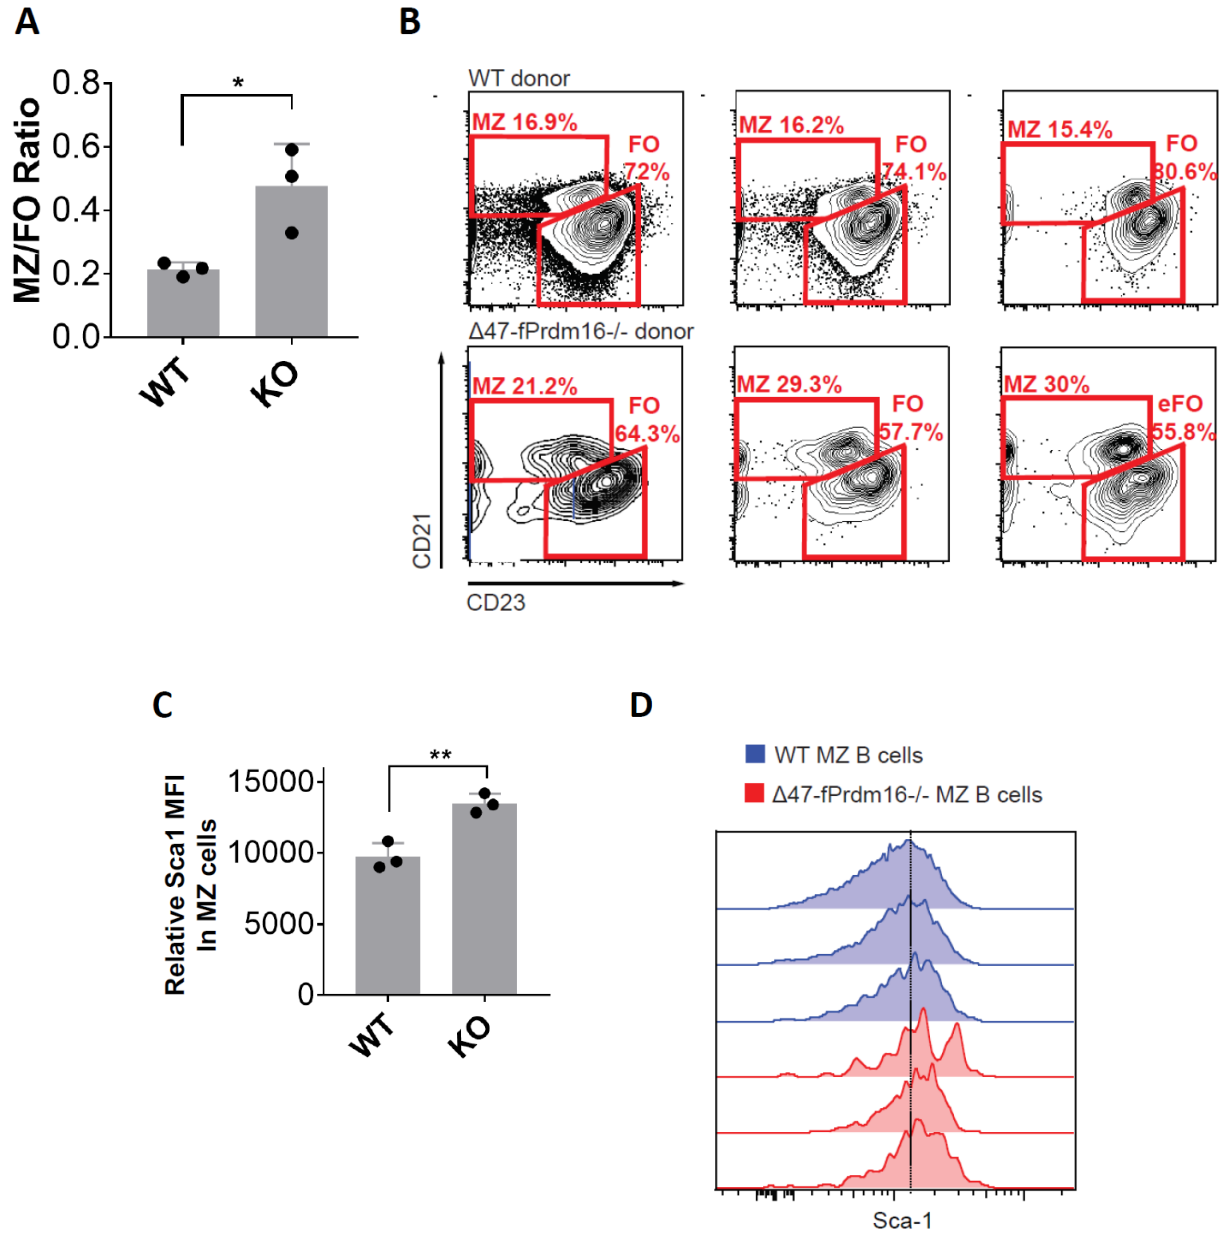 A
B
MZ/FO Ratio
0.8
0.6
0.4
0.2
0.0
*
WT
KO
WT donor
MZ 16.9%
FO
72%
MZ 16.2%
FO
74.1%
MZ 15.4%
FO
80.6%
Δ47-fPrdm16-/- donor
MZ 21.2%
FO
64.3%
MZ 29.3%
FO
57.7%
MZ 30%
eFO
55.8%
CD21
CD23
C
D
Relative Sca1 MFI
In MZ cells
15000
10000
5000
0
**
WT
KO
WT MZ B cells
Δ47-fPrdm16-/- MZ B cells
Sca-1